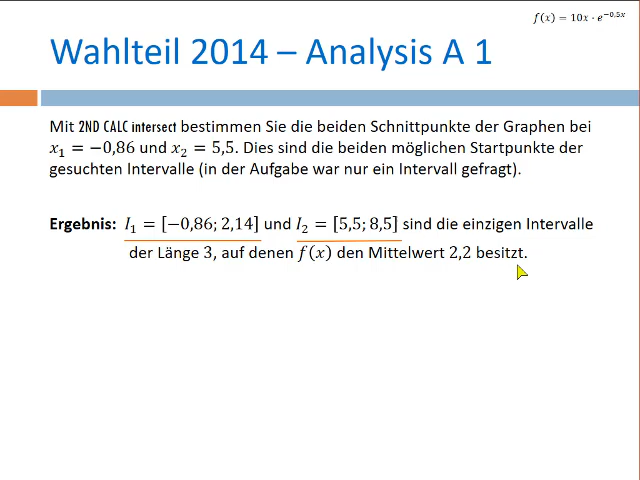 f(x) = 10x · e^{−0,5x}
Wahlteil 2014 – Analysis A 1
Mit 2ND CALC intersect bestimmen Sie die beiden Schnittpunkte der Graphen bei
x₁ = −0,86 und x₂ = 5,5. Dies sind die beiden möglichen Startpunkte der
gesuchten Intervalle (in der Aufgabe war nur ein Intervall gefragt).
Ergebnis: I₁ = [−0,86; 2,14] und I₂ = [5,5; 8,5] sind die einzigen Intervalle
der Länge 3, auf denen f(x) den Mittelwert 2,2 besitzt.